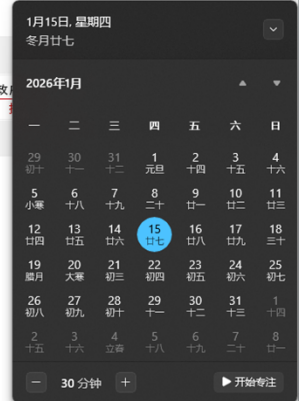 1月15日, 星期四
冬月廿七
2026年1月
一 二 三 四 五 六 日
29 30 31 1 2 3 4
初十 十一 十二 元旦 十四 十五 十六
5 6 7 8 9 10 11
小寒 十八 十九 二十 廿一 廿二 廿三
12 13 14 15 16 17 18
廿四 廿五 廿六 廿七 廿八 廿九 三十
19 20 21 22 23 24 25
腊月 大寒 初三 初四 初五 初六 初七
26 27 28 29 30 31 1
初八 初九 初十 十一 十二 十三 十四
2 3 4 5 6 7 8
十五 十六 立春 十八 十九 二十 廿一
30 分钟
开始专注